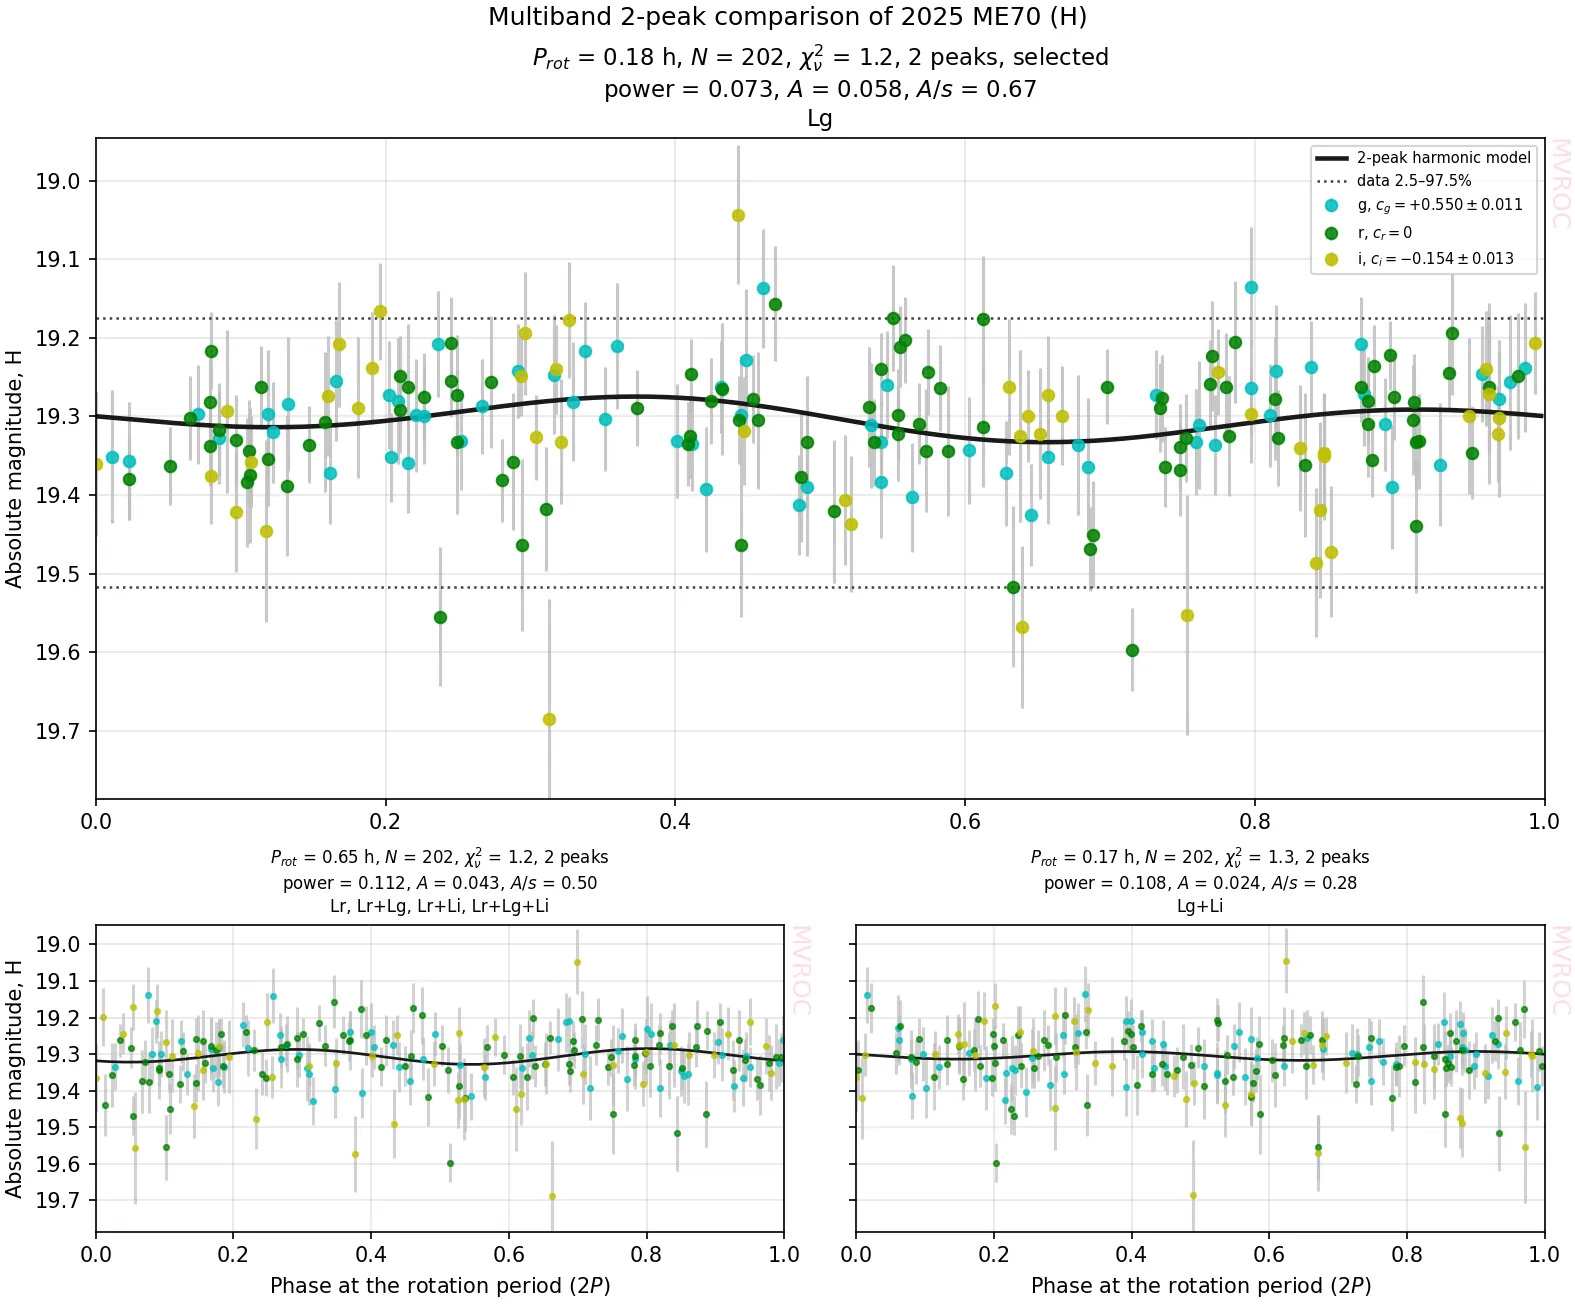 Multiband 2-peak comparison of 2025 ME70 (H)
P_rot = 0.18 h, N = 202, χ²_ν = 1.2, 2 peaks, selected
power = 0.073, A = 0.058, A/s = 0.67
Lg
MVROC
2-peak harmonic model
data 2.5–97.5%
g, c_g = +0.550 ± 0.011
r, c_r = 0
i, c_i = −0.154 ± 0.013
Absolute magnitude, H
19.0
19.1
19.2
19.3
19.4
19.5
19.6
19.7
0.0 0.2 0.4 0.6 0.8 1.0
P_rot = 0.65 h, N = 202, χ²_ν = 1.2, 2 peaks
power = 0.112, A = 0.043, A/s = 0.50
Lr, Lr+Lg, Lr+Li, Lr+Lg+Li
MVROC
Absolute magnitude, H
19.0
19.1
19.2
19.3
19.4
19.5
19.6
19.7
0.0 0.2 0.4 0.6 0.8 1.0
Phase at the rotation period (2P)
P_rot = 0.17 h, N = 202, χ²_ν = 1.3, 2 peaks
power = 0.108, A = 0.024, A/s = 0.28
Lg+Li
MVROC
0.0 0.2 0.4 0.6 0.8 1.0
Phase at the rotation period (2P)